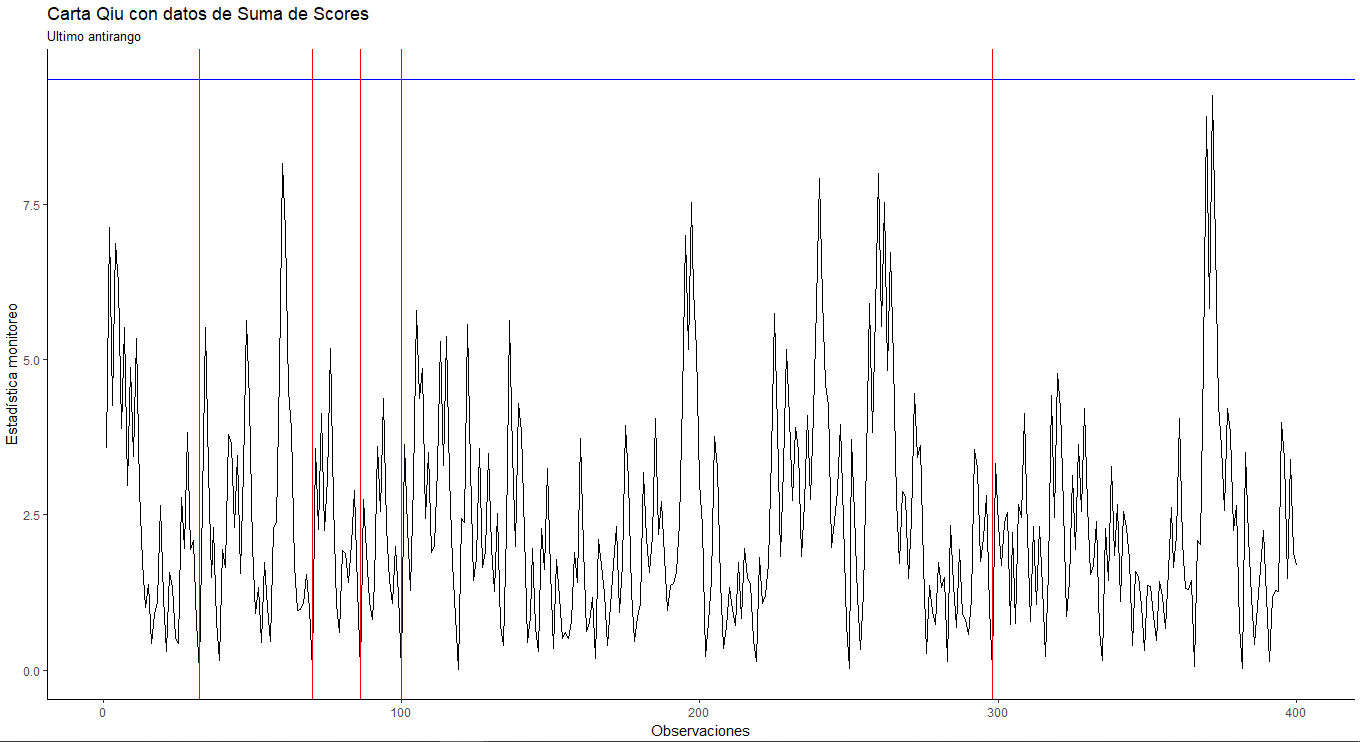 Carta Qiu con datos de Suma de Scores
Ultimo antirango
Estadística monitoreo
7.5
5.0
2.5
0.0
0
100
200
300
400
Observaciones